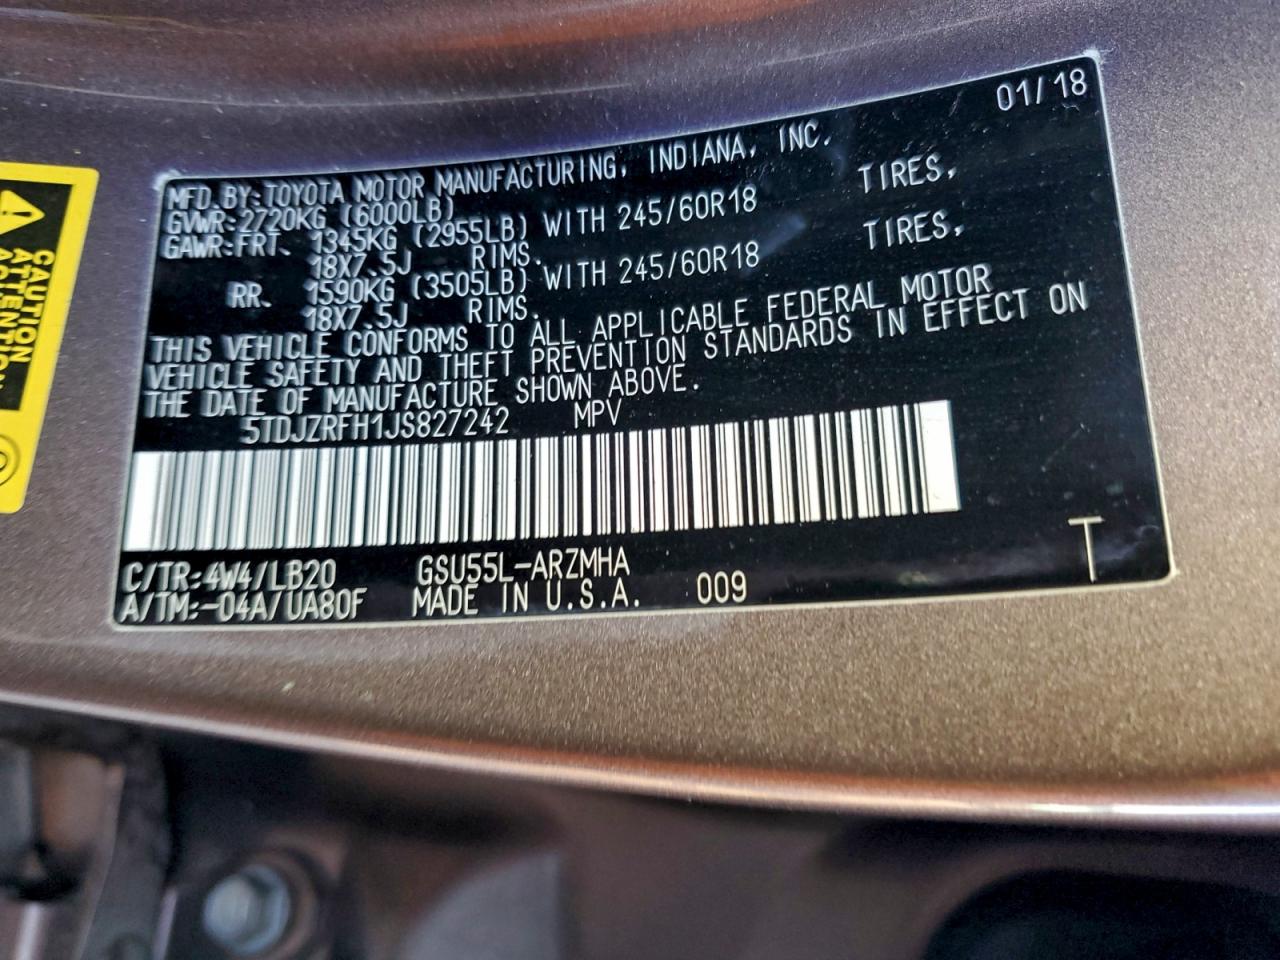 01/18
MFD.BY:TOYOTA MOTOR MANUFACTURING, INDIANA, INC.
GVWR:2720KG (6000LB)
GAWR:FRT. 1345KG (2955LB) WITH 245/60R18 TIRES,
18X7.5J RIMS.
RR. 1590KG (3505LB) WITH 245/60R18 TIRES,
18X7.5J RIMS.
THIS VEHICLE CONFORMS TO ALL APPLICABLE FEDERAL MOTOR
VEHICLE SAFETY AND THEFT PREVENTION STANDARDS IN EFFECT ON
THE DATE OF MANUFACTURE SHOWN ABOVE.
5TDJZRFH1JS827242 MPV
C/TR:4W4/LB20 GSU55L-ARZMHA
A/TM:-04A/UA80F MADE IN U.S.A. 009
T
CAUTION
ATTENTION